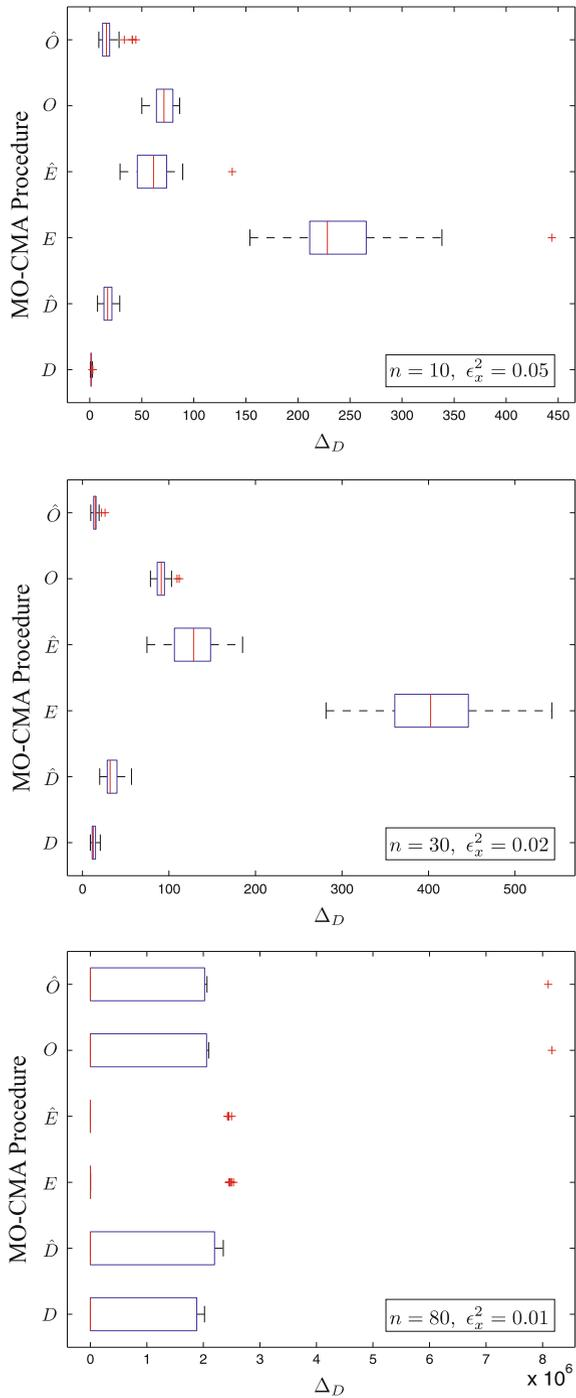 MO-CMA Procedure
Ô
O
Ê
E
D̂
D
n = 10, ϵ²ₓ = 0.05
0 50 100 150 200 250 300 350 400 450
Δ_D
MO-CMA Procedure
Ô
O
Ê
E
D̂
D
n = 30, ϵ²ₓ = 0.02
0 100 200 300 400 500
Δ_D
MO-CMA Procedure
Ô
O
Ê
E
D̂
D
n = 80, ϵ²ₓ = 0.01
0 1 2 3 4 5 6 7 8
x 10⁶
Δ_D